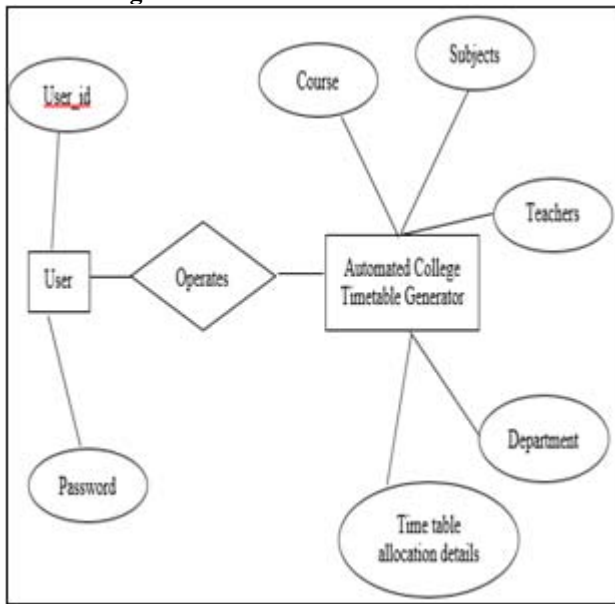 User_id
Course
Subjects
Teachers
User
Operates
Automated College
Timetable Generator
Department
Password
Time table
allocation details